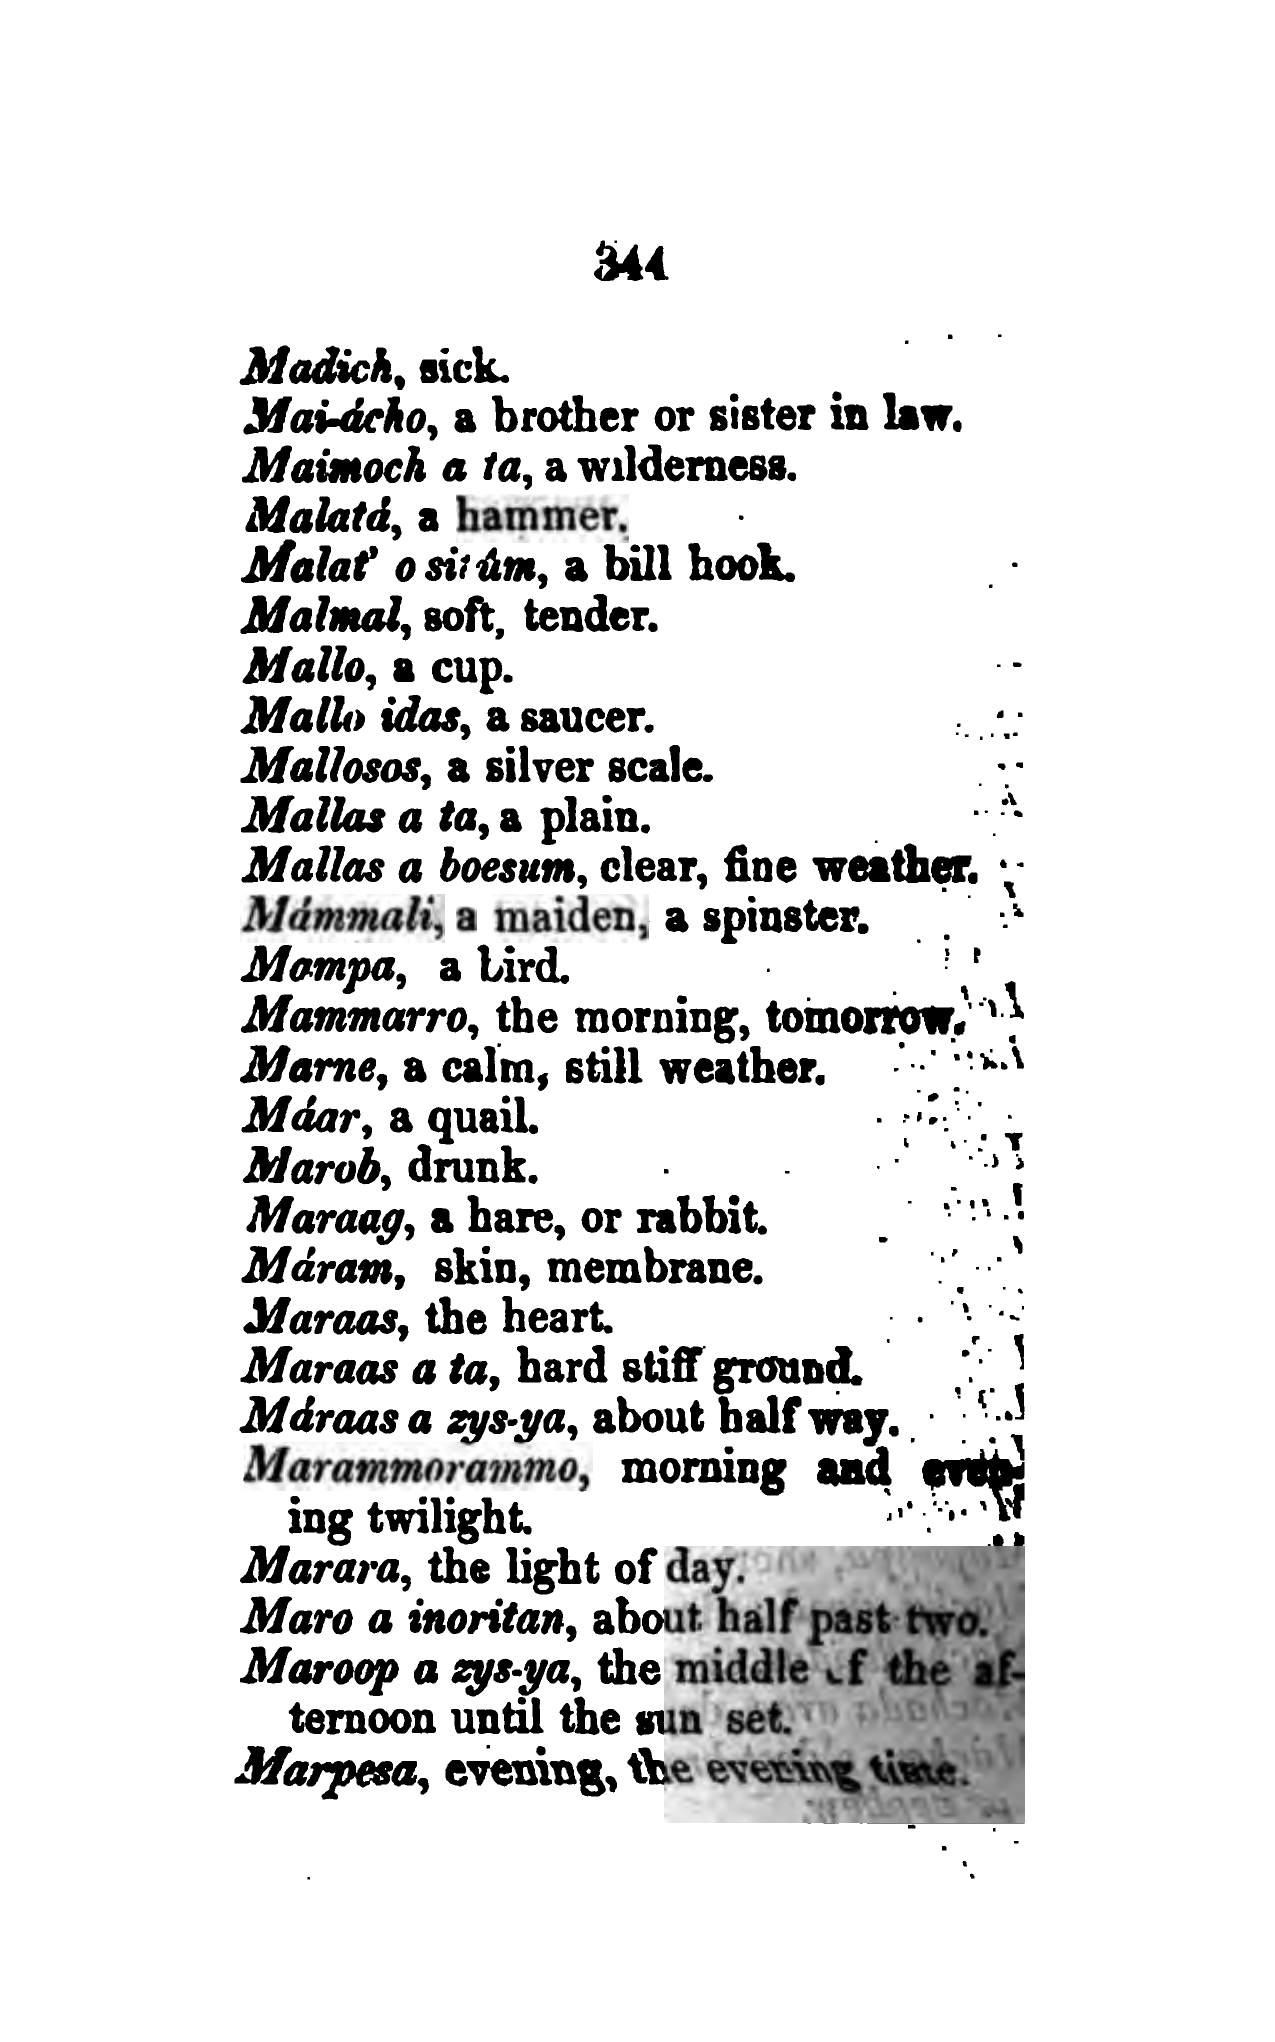 344
Madich, sick.
Mai-ácho, a brother or sister in law.
Maimoch a ta, a wilderness.
Malatá, a hammer.
Malat' o sitûm, a bill hook.
Malmal, soft, tender.
Mallo, a cup.
Mallo idas, a saucer.
Mallosos, a silver scale.
Mallas a ta, a plain.
Mallas a boesum, clear, fine weather.
Mámmali, a maiden, a spinster.
Mampa, a bird.
Mammarro, the morning, tomorrow.
Marne, a calm, still weather.
Máar, a quail.
Marob, drunk.
Maraag, a hare, or rabbit.
Máram, skin, membrane.
Maraas, the heart.
Maraas a ta, hard stiff ground.
Máraas a zys-ya, about half way.
Marammorammo, morning and even-
ing twilight.
Marara, the light of day.
Maro a inoritan, about half past two.
Maroop a zys-ya, the middle of the af-
ternoon until the sun set.
Marpesa, evening, the evening time.